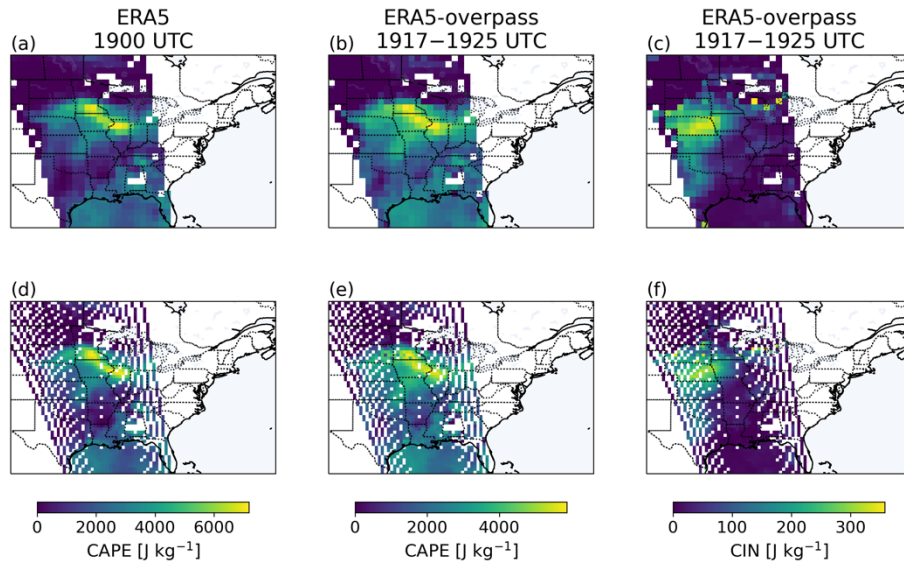 ERA5
1900 UTC
ERA5-overpass
1917−1925 UTC
ERA5-overpass
1917−1925 UTC
(a)
(b)
(c)
(d)
(e)
(f)
0 2000 4000 6000
CAPE [J kg⁻¹]
0 2000 4000
CAPE [J kg⁻¹]
0 100 200 300
CIN [J kg⁻¹]